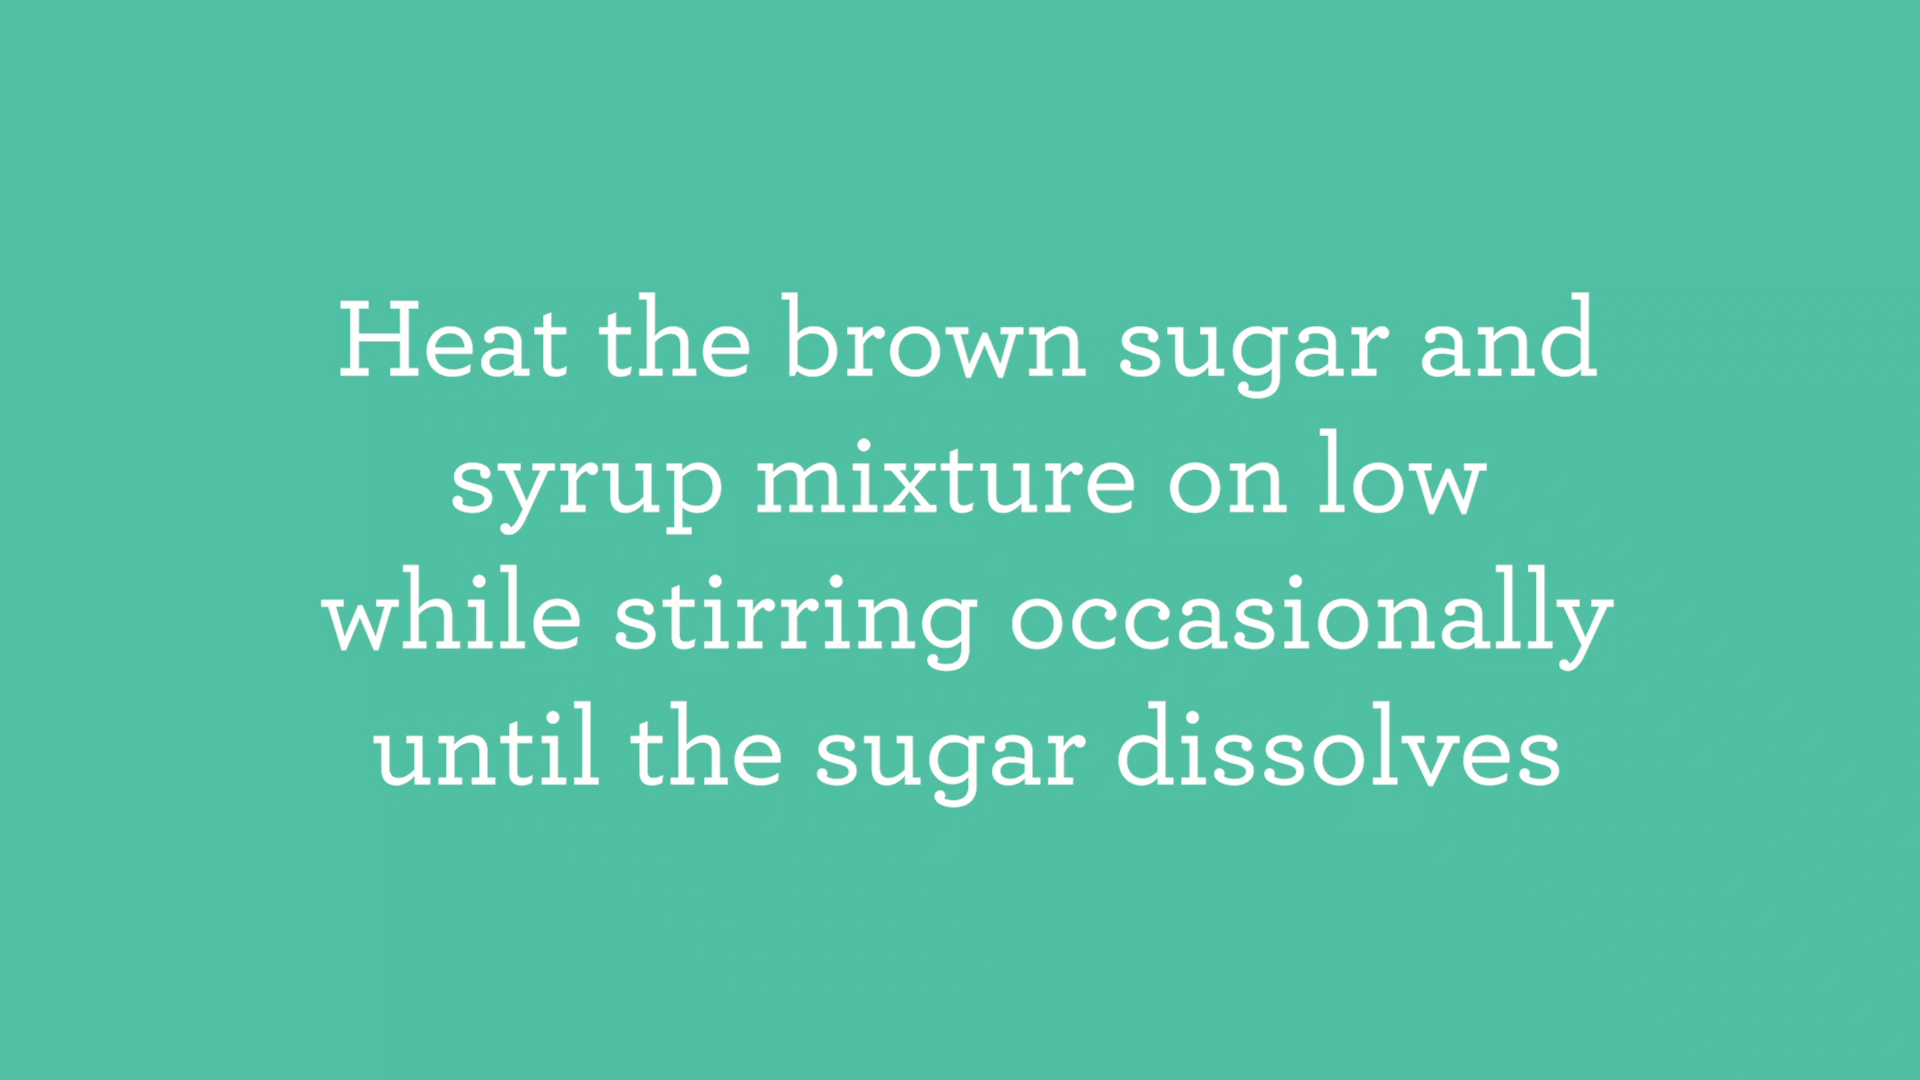 Heat the brown sugar and
syrup mixture on low
while stirring occasionally
until the sugar dissolves